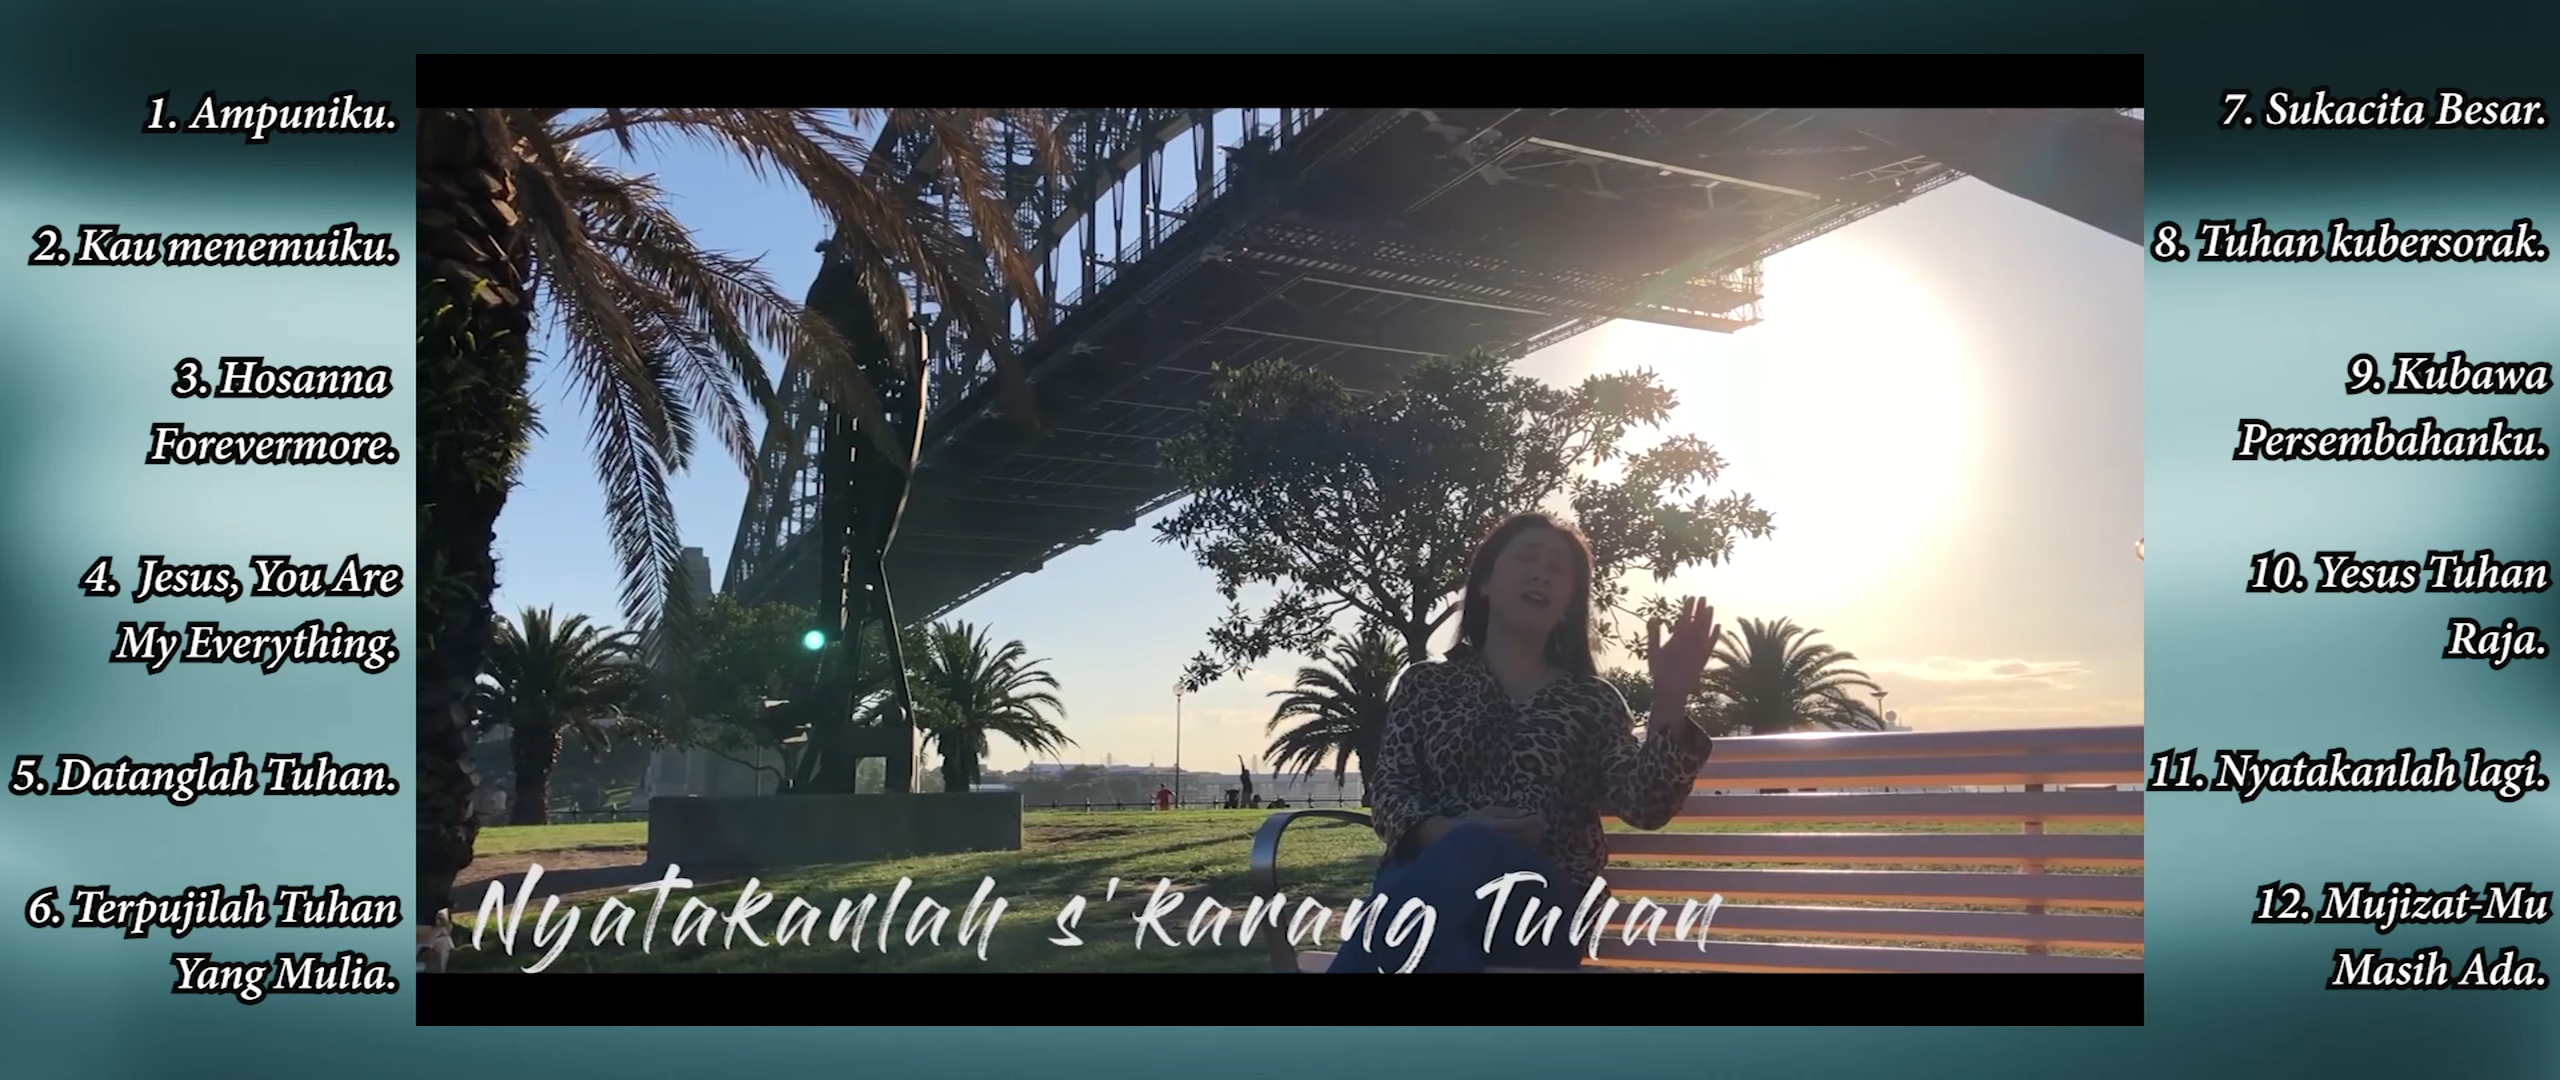 1. Ampuniku.
2. Kau menemuiku.
3. Hosanna
Forevermore.
4. Jesus, You Are
My Everything.
5. Datanglah Tuhan.
6. Terpujilah Tuhan
Yang Mulia.
Nyatakanlah s'karang Tuhan
7. Sukacita Besar.
8. Tuhan kubersorak.
9. Kubawa
Persembahanku.
10. Yesus Tuhan
Raja.
11. Nyatakanlah lagi.
12. Mujizat-Mu
Masih Ada.